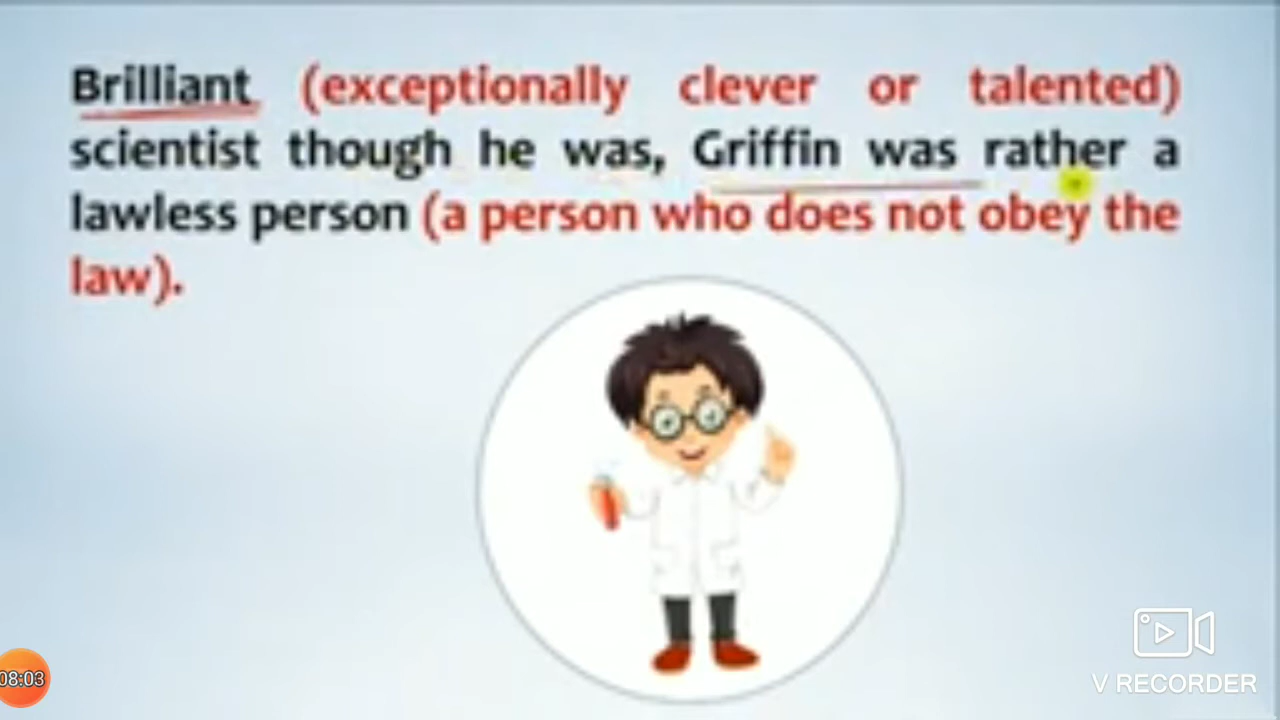 Brilliant (exceptionally clever or talented)
scientist though he was, Griffin was rather a
lawless person (a person who does not obey the
law).
08:03
V RECORDER